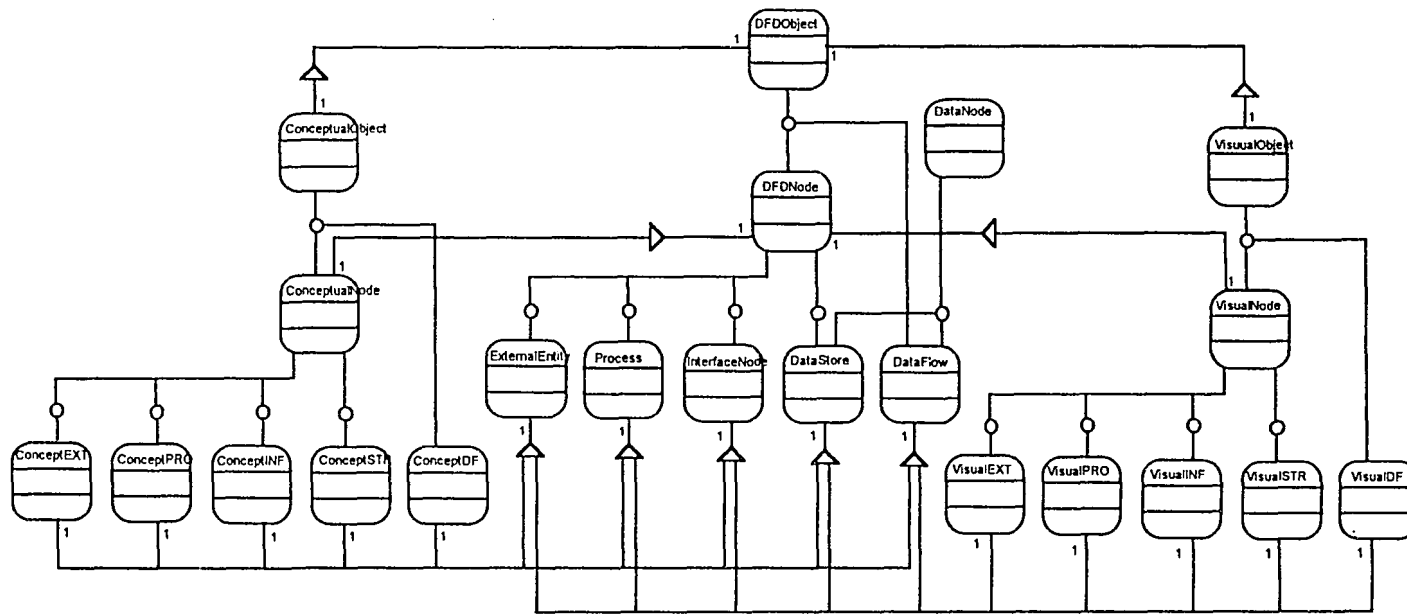 DFDObject
1
1
1
ConceptualObject
DataNode
1
VisuualObject
DFDNode
1
1
1
ConceptualNode
1
VisualNode
ExternalEntity
Process
InterfaceNode
DataStore
DataFlow
1
1
1
1
1
ConceptEXT
ConceptPRO
ConceptINF
ConceptSTR
ConceptDF
VisualEXT
VisualPRO
VisualINF
VisualSTR
VisualDF
1
1
1
1
1
1
1
1
1
1